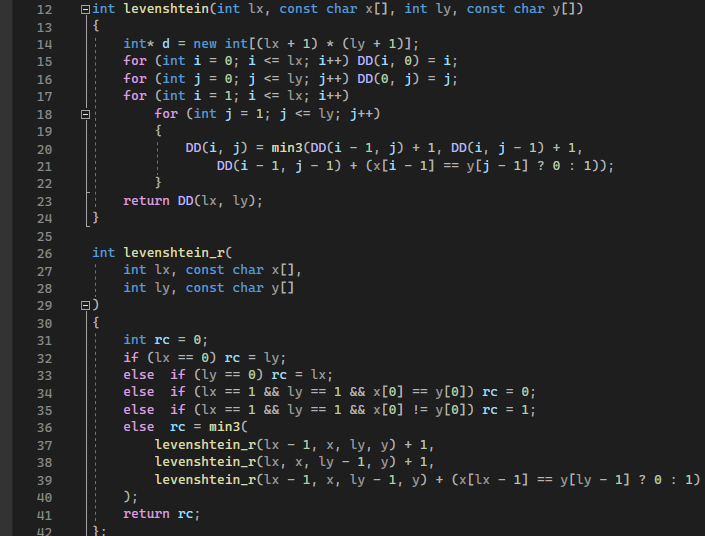 12 int levenshtein(int lx, const char x[], int ly, const char y[])
13 {
14 int* d = new int[(lx + 1) * (ly + 1)];
15 for (int i = 0; i <= lx; i++) DD(i, 0) = i;
16 for (int j = 0; j <= ly; j++) DD(0, j) = j;
17 for (int i = 1; i <= lx; i++)
18 for (int j = 1; j <= ly; j++)
19 {
20 DD(i, j) = min3(DD(i - 1, j) + 1, DD(i, j - 1) + 1,
21 DD(i - 1, j - 1) + (x[i - 1] == y[j - 1] ? 0 : 1));
22 }
23 return DD(lx, ly);
24 }
25
26 int levenshtein_r(
27 int lx, const char x[],
28 int ly, const char y[]
29 )
30 {
31 int rc = 0;
32 if (lx == 0) rc = ly;
33 else if (ly == 0) rc = lx;
34 else if (lx == 1 && ly == 1 && x[0] == y[0]) rc = 0;
35 else if (lx == 1 && ly == 1 && x[0] != y[0]) rc = 1;
36 else rc = min3(
37 levenshtein_r(lx - 1, x, ly, y) + 1,
38 levenshtein_r(lx, x, ly - 1, y) + 1,
39 levenshtein_r(lx - 1, x, ly - 1, y) + (x[lx - 1] == y[ly - 1] ? 0 : 1)
40 );
41 return rc;
42 };